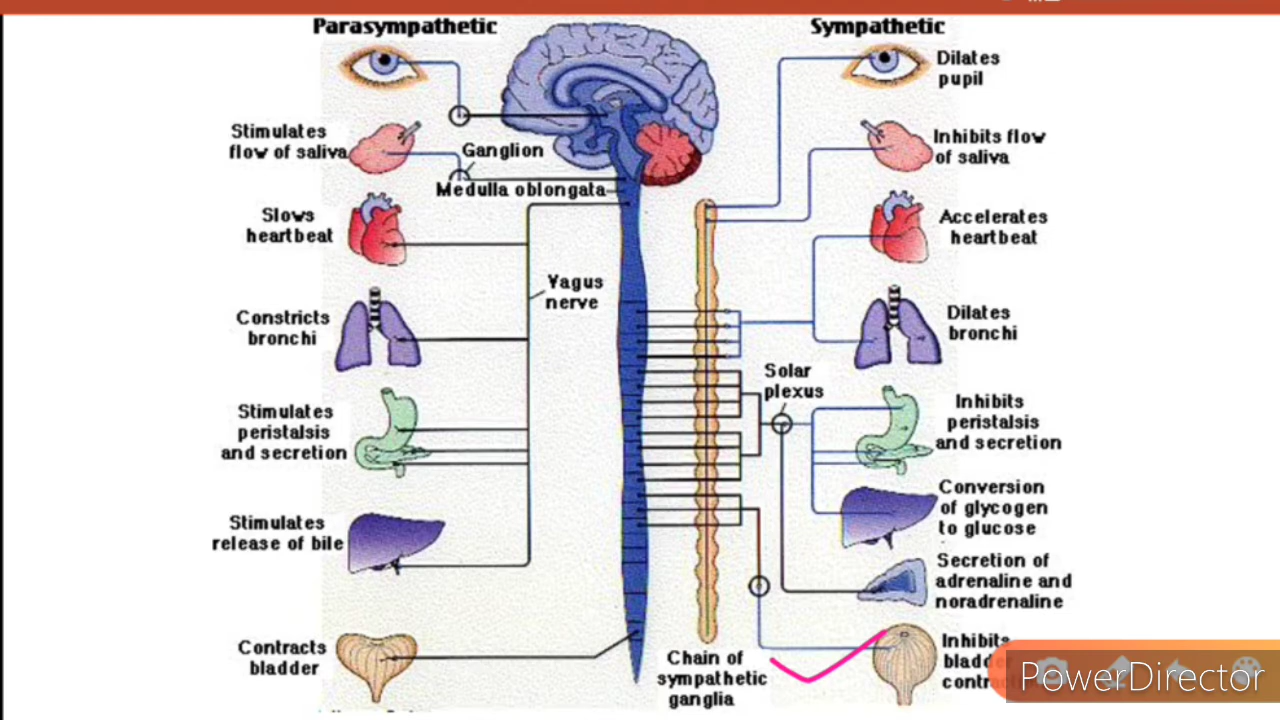 Parasympathetic
Sympathetic
Dilates
pupil
Stimulates
flow of saliva
Ganglion
Medulla oblongata
Inhibits flow
of saliva
Slows
heartbeat
Accelerates
heartbeat
Vagus
nerve
Constricts
bronchi
Dilates
bronchi
Solar
plexus
Stimulates
peristalsis
and secretion
Inhibits
peristalsis
and secretion
Stimulates
release of bile
Conversion
of glycogen
to glucose
Secretion of
adrenaline and
noradrenaline
Contracts
bladder
Chain of
sympathetic
ganglia
Inhibits
PowerDirector